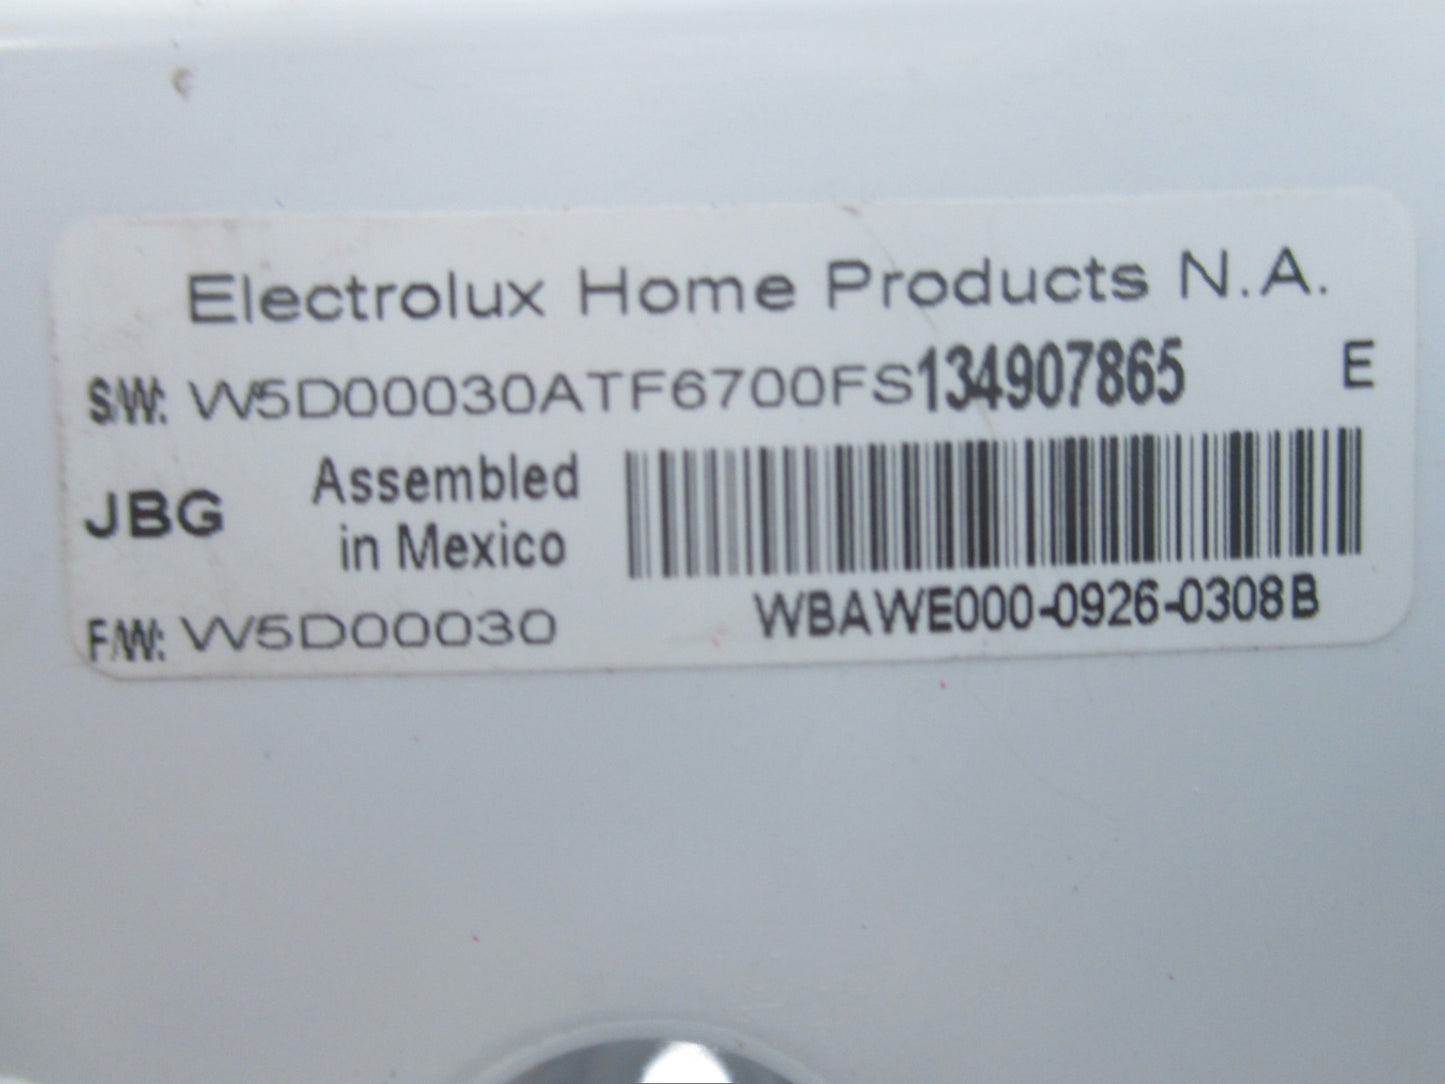 Electrolux Home Products N.A.
S/W: W5D00030ATF6700FS134907865 E
JBG Assembled
in Mexico
F/W: W5D00030
WBAWE000-0926-0308B